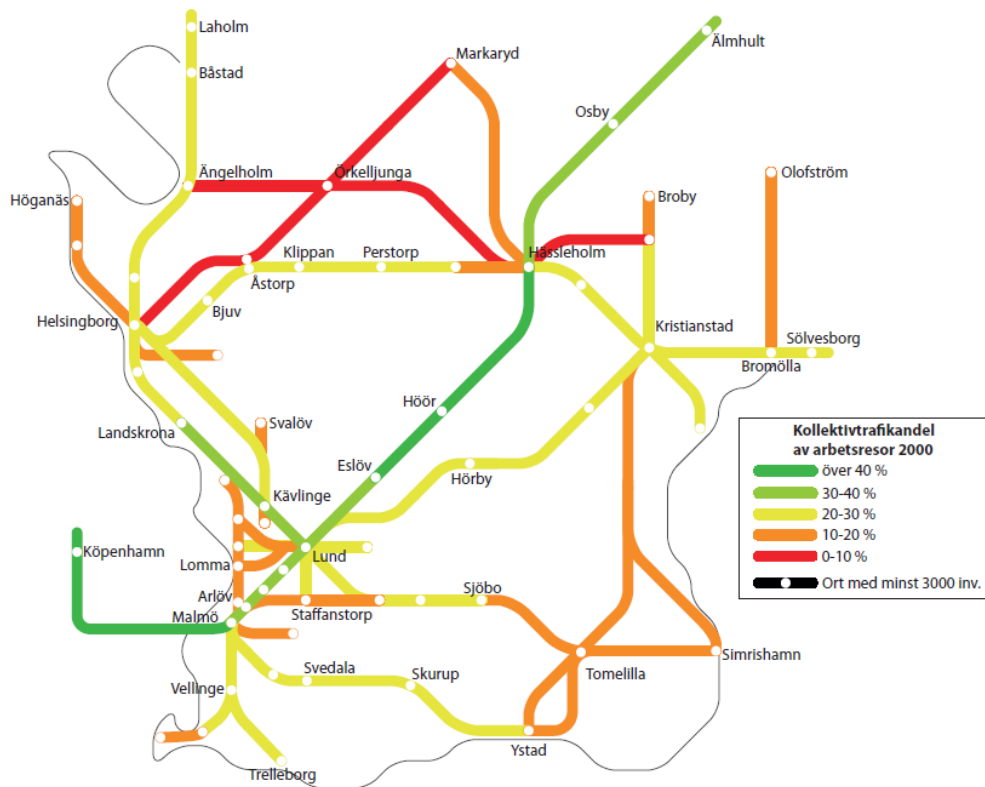 Laholm
Älmhult
Markaryd
Båstad
Osby
Ängelholm
Örkelljunga
Olofström
Höganäs
Broby
Klippan
Perstorp
Hässleholm
Åstorp
Bjuv
Helsingborg
Kristianstad
Sölvesborg
Bromölla
Höör
Landskrona
Svalöv
Kollektivtrafikandel
av arbetsresor 2000
över 40 %
30-40 %
20-30 %
10-20 %
0-10 %
Ort med minst 3000 inv.
Eslöv
Hörby
Kävlinge
Köpenhamn
Lund
Lomma
Arlöv
Sjöbo
Malmö
Staffanstorp
Simrishamn
Tomelilla
Svedala
Skurup
Vellinge
Ystad
Trelleborg